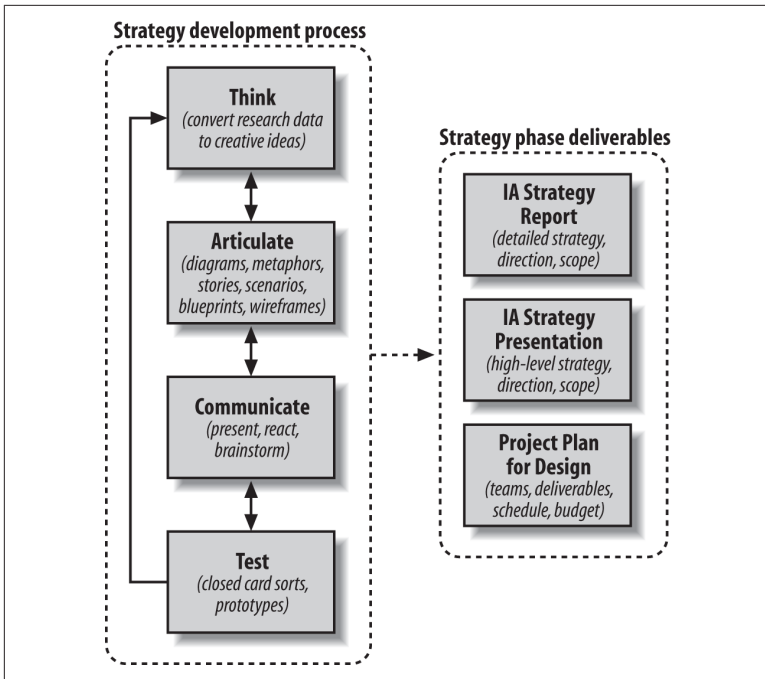 Strategy development process
Think
(convert research data
to creative ideas)
Articulate
(diagrams, metaphors,
stories, scenarios,
blueprints, wireframes)
Communicate
(present, react,
brainstorm)
Test
(closed card sorts,
prototypes)
Strategy phase deliverables
IA Strategy
Report
(detailed strategy,
direction, scope)
IA Strategy
Presentation
(high-level strategy,
direction, scope)
Project Plan
for Design
(teams, deliverables,
schedule, budget)